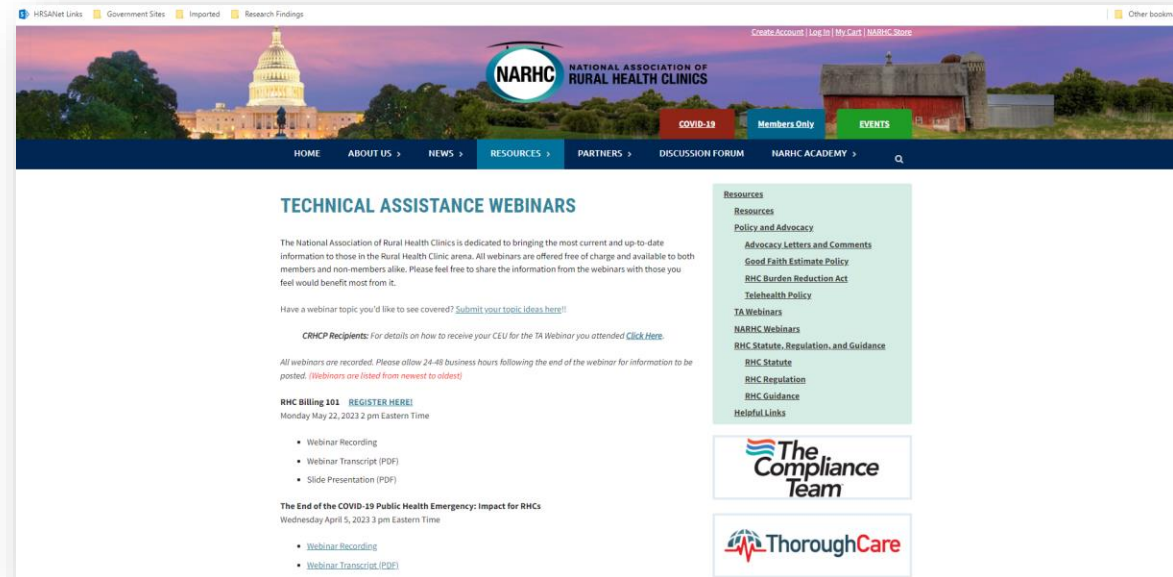 HRSANet Links Government Sites Imported Research Findings Other bookm
Create Account | Log In | My Cart | NARHC Store
NARHC NATIONAL ASSOCIATION OF
RURAL HEALTH CLINICS
COVID-19 Members Only EVENTS
HOME ABOUT US > NEWS > RESOURCES > PARTNERS > DISCUSSION FORUM NARHC ACADEMY >
TECHNICAL ASSISTANCE WEBINARS
The National Association of Rural Health Clinics is dedicated to bringing the most current and up-to-date
information to those in the Rural Health Clinic arena. All webinars are offered free of charge and available to both
members and non-members alike. Please feel free to share the information from the webinars with those you
feel would benefit most from it.
Have a webinar topic you'd like to see covered? Submit your topic ideas here!!
CRHCP Recipients: For details on how to receive your CEU for the TA Webinar you attended Click Here.
All webinars are recorded. Please allow 24-48 business hours following the end of the webinar for information to be
posted. (Webinars are listed from newest to oldest)
RHC Billing 101 REGISTER HERE!
Monday May 22, 2023 2 pm Eastern Time
• Webinar Recording
• Webinar Transcript (PDF)
• Slide Presentation (PDF)
The End of the COVID-19 Public Health Emergency: Impact for RHCs
Wednesday April 5, 2023 3 pm Eastern Time
• Webinar Recording
• Webinar Transcript (PDF)
Resources
Resources
Policy and Advocacy
Advocacy Letters and Comments
Good Faith Estimate Policy
RHC Burden Reduction Act
Telehealth Policy
TA Webinars
NARHC Webinars
RHC Statute, Regulation, and Guidance
RHC Statute
RHC Regulation
RHC Guidance
Helpful Links
The
Compliance
Team
ThoroughCare